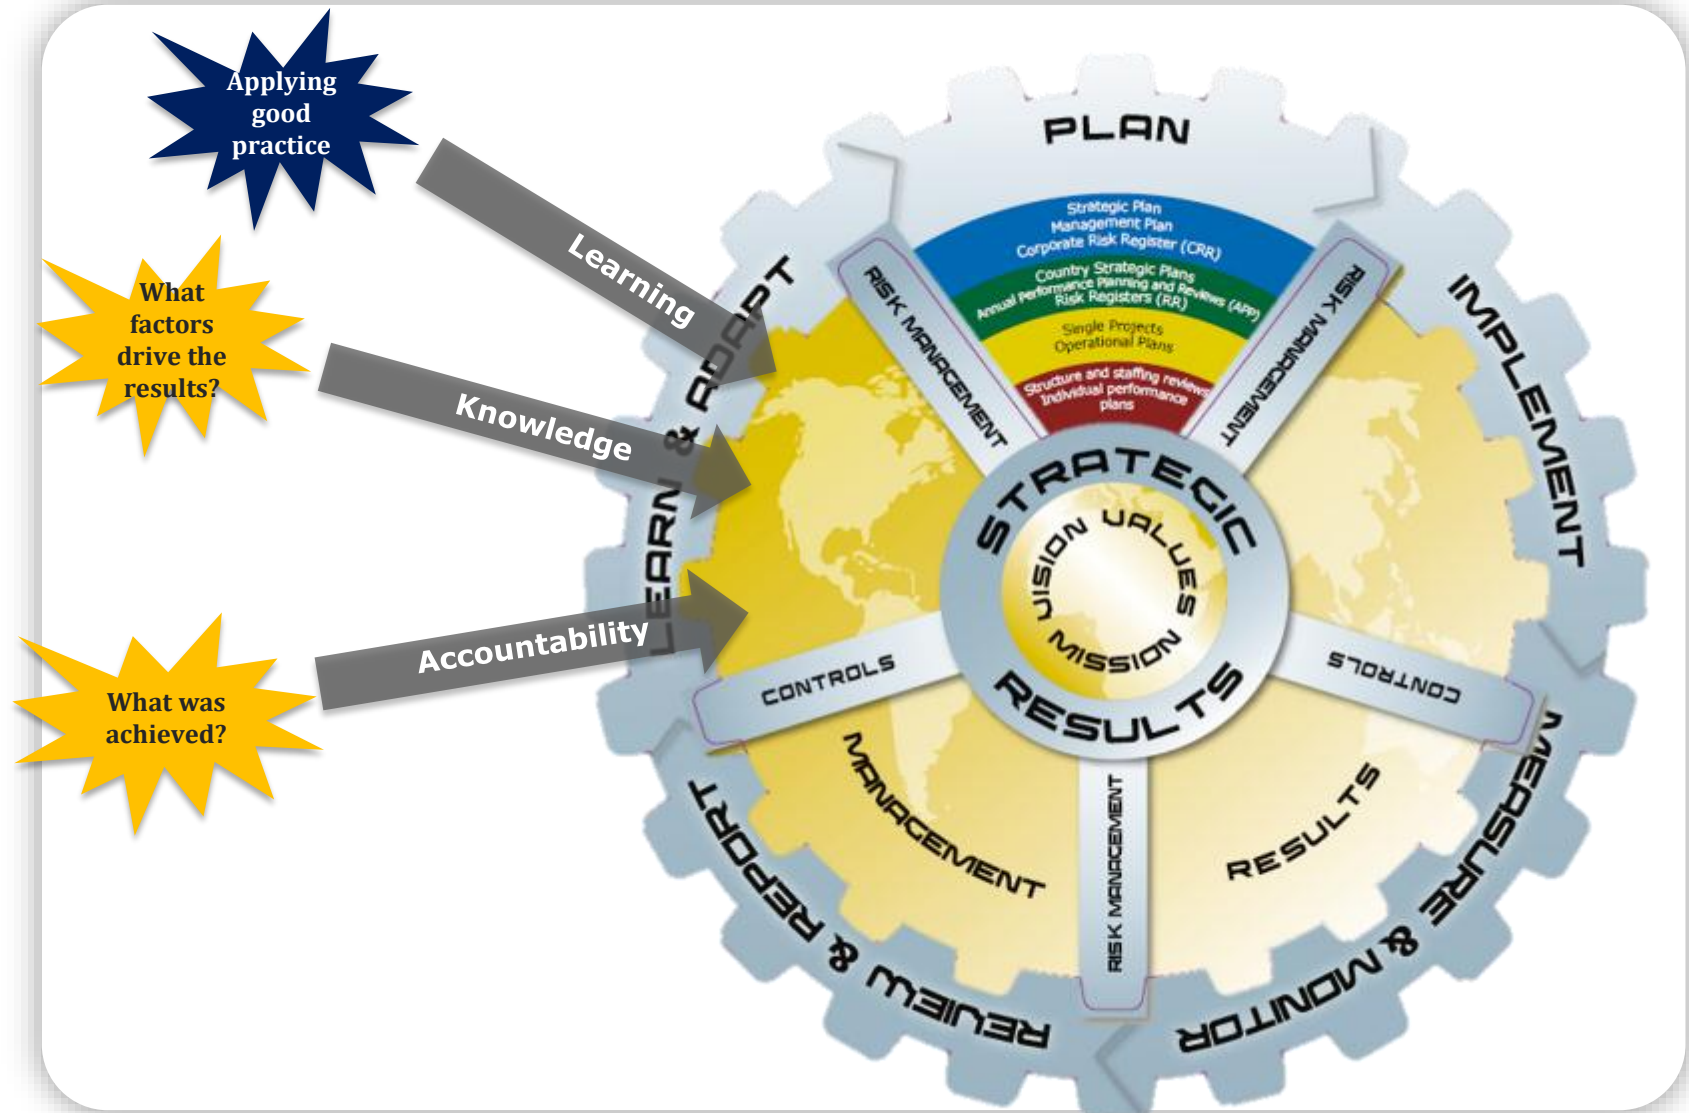 Applying
good
practice
What
factors
drive the
results?
What was
achieved?
Learning
Knowledge
Accountability
PLAN
Strategic Plan
Management Plan
Corporate Risk Register (CRR)
Country Strategic Plans
Annual Performance Planning and Reviews (APP)
Risk Registers (RR)
Single Projects
Operational Plans
Structure and staffing reviews
Individual performance
plans
RISK MANAGEMENT
RISK MANAGEMENT
IMPLEMENT
LEARN & ADAPT
STRATEGIC
RESULTS
VISION VALUES
MISSION
CONTROLS
CONTROLS
MANAGEMENT
RISK MANAGEMENT
RESULTS
MEASURE & MONITOR
REVIEW & REPORT